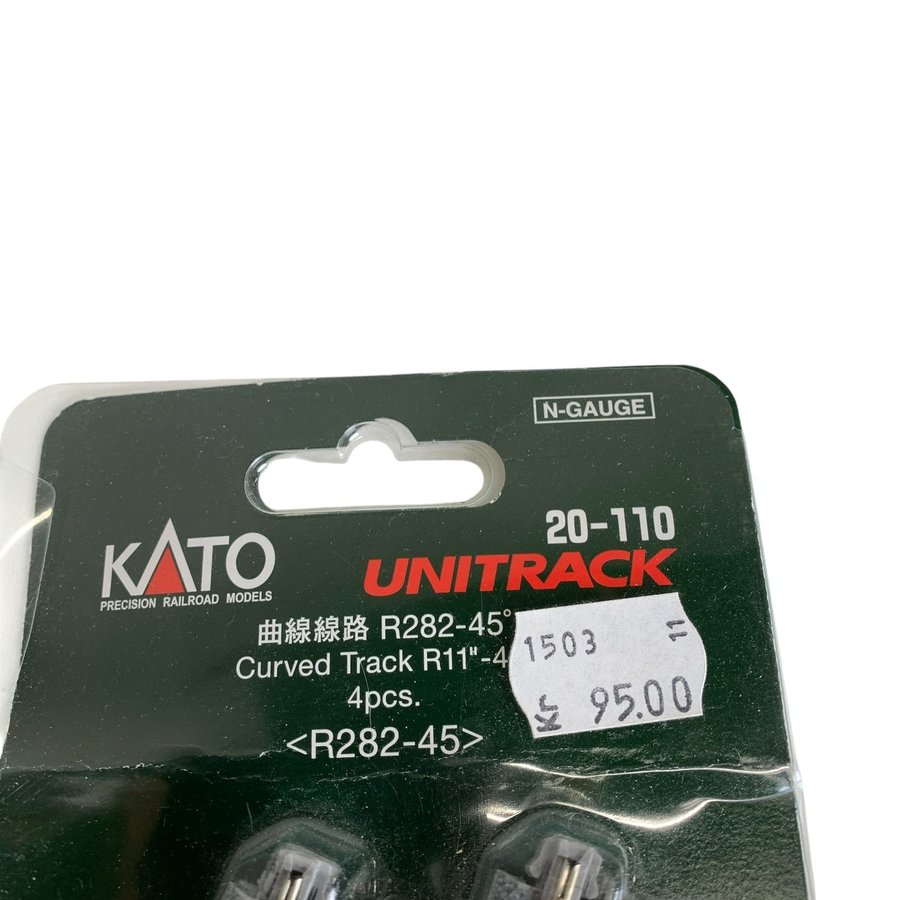 N-GAUGE
20-110
KATO
PRECISION RAILROAD MODELS
UNITRACK
曲線線路 R282-45°
Curved Track R11"-4
4pcs.
<R282-45>
1503 11
Kr 95.00